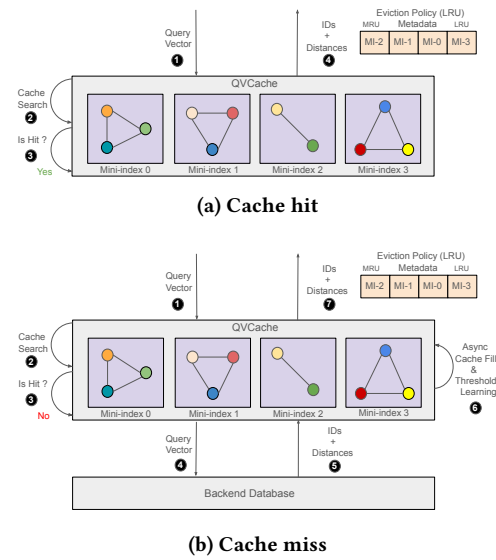 Eviction Policy (LRU)
MRU Metadata LRU
MI-2 MI-1 MI-0 MI-3
Query
Vector
1
IDs
+
Distances
4
QVCache
Cache
Search
2
Is Hit ?
3
Yes
Mini-index 0 Mini-index 1 Mini-index 2 Mini-index 3
(a) Cache hit
Eviction Policy (LRU)
MRU Metadata LRU
MI-2 MI-1 MI-0 MI-3
Query
Vector
1
IDs
+
Distances
7
QVCache
Cache
Search
2
Is Hit ?
3
No
Mini-index 0 Mini-index 1 Mini-index 2 Mini-index 3
Async
Cache Fill
&
Threshold
Learning
6
Query
Vector
4
IDs
+
Distances
5
Backend Database
(b) Cache miss